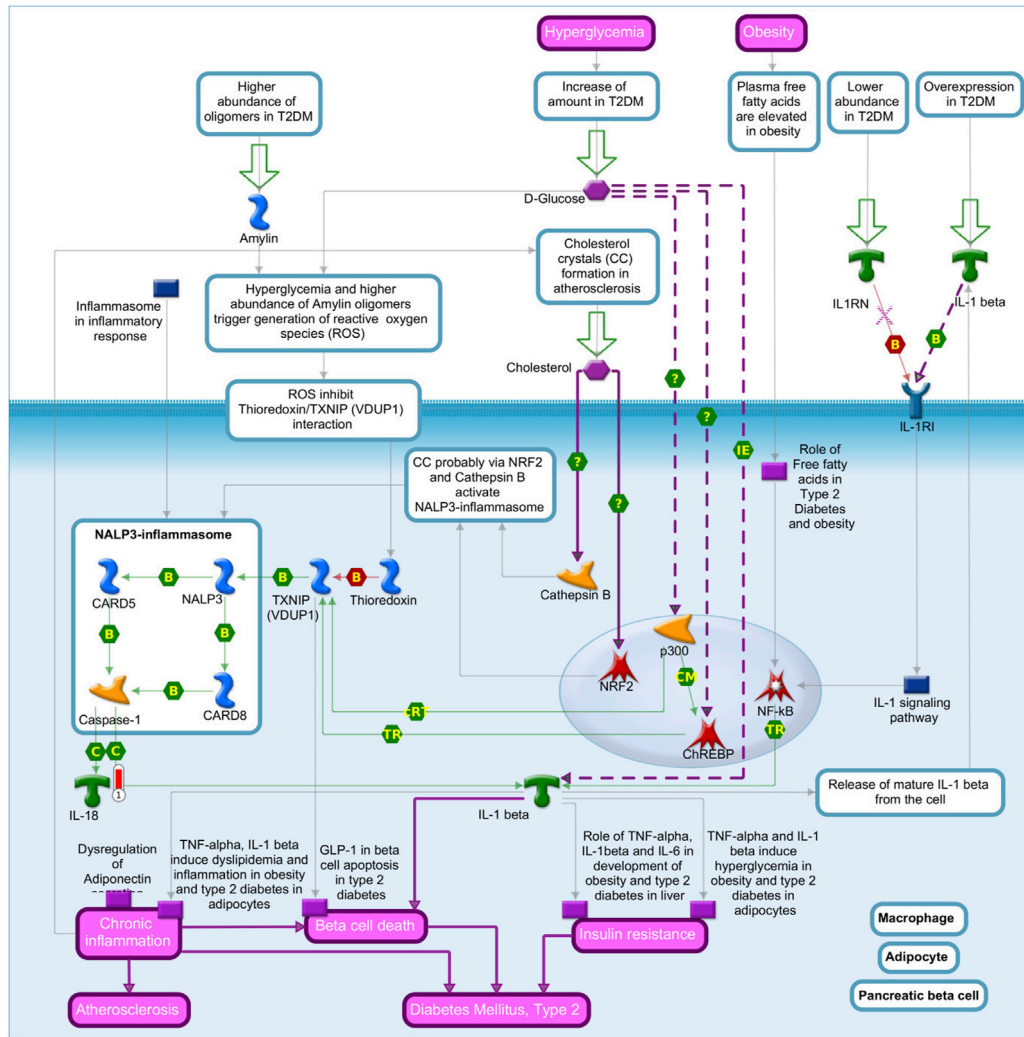 Hyperglycemia
Obesity
Higher
abundance of
oligomers in T2DM
Increase of
amount in T2DM
Plasma free
fatty acids
are elevated
in obesity
Lower
abundance
in T2DM
Overexpression
in T2DM
D-Glucose
Amylin
Cholesterol
crystals (CC)
formation in
atherosclerosis
Hyperglycemia and higher
abundance of Amylin oligomers
trigger generation of reactive oxygen
species (ROS)
Inflammasome
in inflammatory
response
IL1RN
IL-1 beta
B
B
Cholesterol
?
ROS inhibit
Thioredoxin/TXNIP (VDUP1)
interaction
?
IL-1RI
IE
CC probably via NRF2
and Cathepsin B
activate
NALP3-inflammasome
?
?
Role of
Free fatty
acids in
Type 2
Diabetes
and obesity
NALP3-inflammasome
CARD5
B
NALP3
B
TXNIP
(VDUP1)
B
Thioredoxin
Cathepsin B
B
B
p300
Caspase-1
B
CARD8
NRF2
CM
NF-kB
IL-1 signaling
pathway
CRT
TR
ChREBP
TR
C
C
1
IL-18
IL-1 beta
Release of mature IL-1 beta
from the cell
Dysregulation
of
Adiponectin
TNF-alpha, IL-1 beta
induce dyslipidemia and
inflammation in obesity
and type 2 diabetes in
adipocytes
GLP-1 in beta
cell apoptosis
in type 2
diabetes
Role of TNF-alpha,
IL-1beta and IL-6 in
development of
obesity and type 2
diabetes in liver
TNF-alpha and IL-1
beta induce
hyperglycemia in
obesity and type 2
diabetes in
adipocytes
Chronic
inflammation
Beta cell death
Insulin resistance
Macrophage
Adipocyte
Pancreatic beta cell
Atherosclerosis
Diabetes Mellitus, Type 2